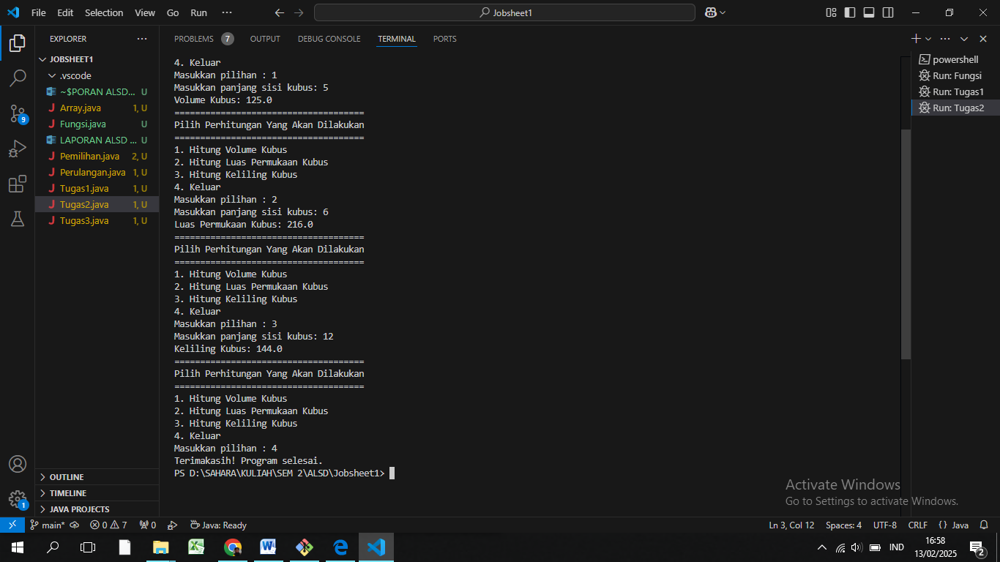 File Edit Selection View Go Run ···
Jobsheet1
EXPLORER ···
JOBSHEET1
.vscode
~$PORAN ALSD... U
Array.java 1, U
Fungsi.java U
LAPORAN ALSD ... U
Pemilihan.java 2, U
Perulangan.java 1, U
Tugas1.java 1, U
Tugas2.java 1, U
Tugas3.java 1, U
OUTLINE
TIMELINE
JAVA PROJECTS
9
1
PROBLEMS 7 OUTPUT DEBUG CONSOLE TERMINAL PORTS
4. Keluar
Masukkan pilihan : 1
Masukkan panjang sisi kubus: 5
Volume Kubus: 125.0
=====================================
Pilih Perhitungan Yang Akan Dilakukan
=====================================
1. Hitung Volume Kubus
2. Hitung Luas Permukaan Kubus
3. Hitung Keliling Kubus
4. Keluar
Masukkan pilihan : 2
Masukkan panjang sisi kubus: 6
Luas Permukaan Kubus: 216.0
=====================================
Pilih Perhitungan Yang Akan Dilakukan
=====================================
1. Hitung Volume Kubus
2. Hitung Luas Permukaan Kubus
3. Hitung Keliling Kubus
4. Keluar
Masukkan pilihan : 3
Masukkan panjang sisi kubus: 12
Keliling Kubus: 144.0
=====================================
Pilih Perhitungan Yang Akan Dilakukan
=====================================
1. Hitung Volume Kubus
2. Hitung Luas Permukaan Kubus
3. Hitung Keliling Kubus
4. Keluar
Masukkan pilihan : 4
Terimakasih! Program selesai.
PS D:\SAHARA\KULIAH\SEM 2\ALSD\Jobsheet1>
powershell
Run: Fungsi
Run: Tugas1
Run: Tugas2
Activate Windows
Go to Settings to activate Windows.
main* 0 7 0 Java: Ready Ln 3, Col 12 Spaces: 4 UTF-8 CRLF {} Java
IND
16:58
13/02/2025
2